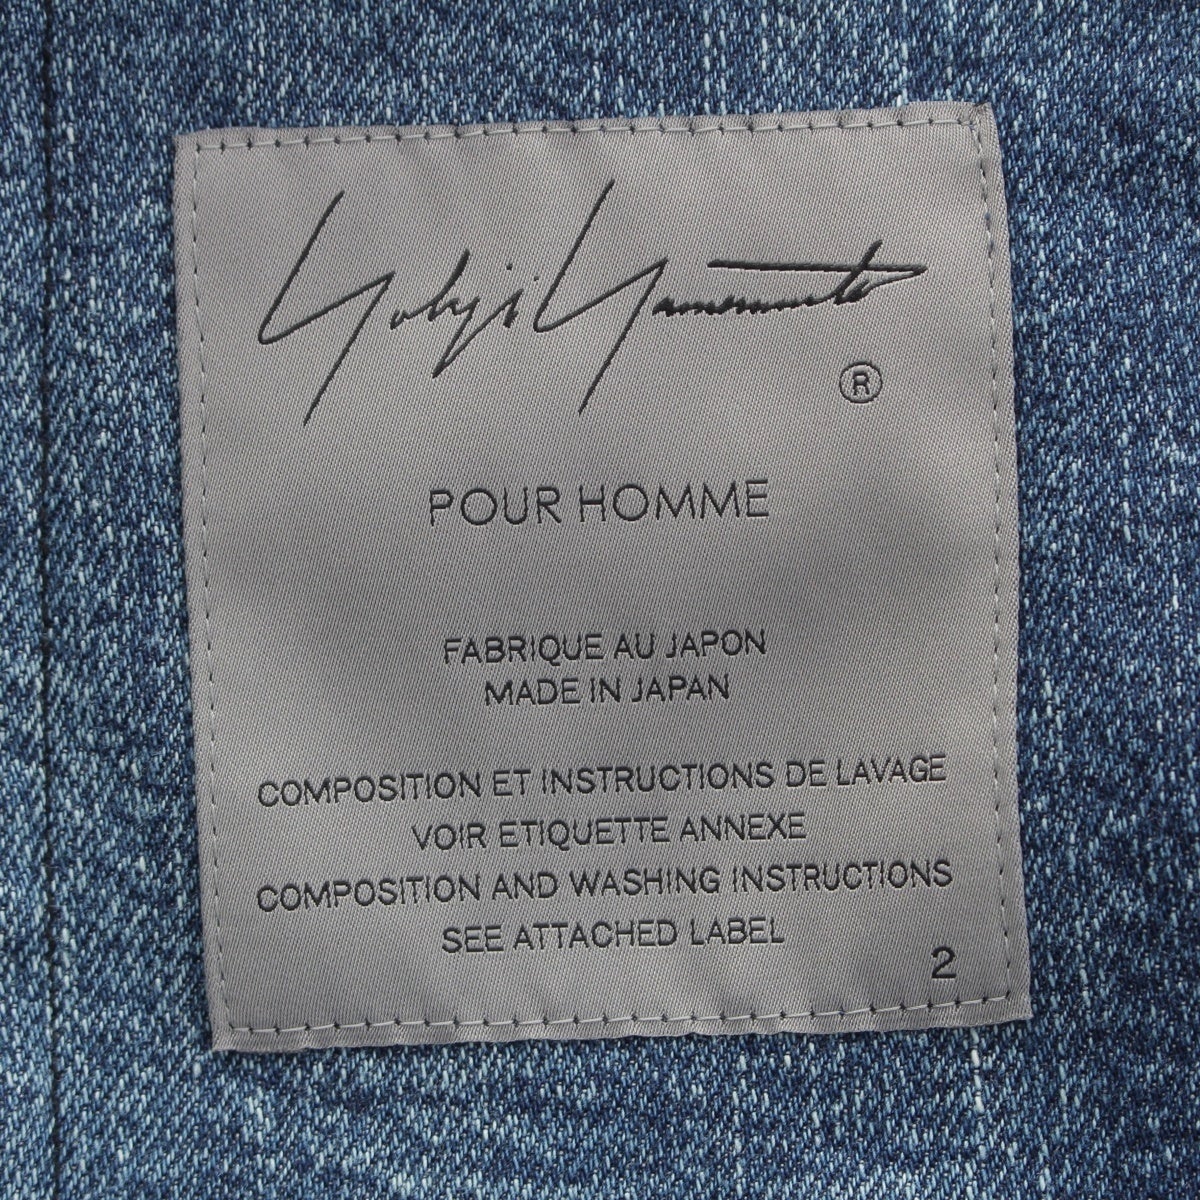 Yohji Yamamoto
®
POUR HOMME
FABRIQUE AU JAPON
MADE IN JAPAN
COMPOSITION ET INSTRUCTIONS DE LAVAGE
VOIR ETIQUETTE ANNEXE
COMPOSITION AND WASHING INSTRUCTIONS
SEE ATTACHED LABEL
2